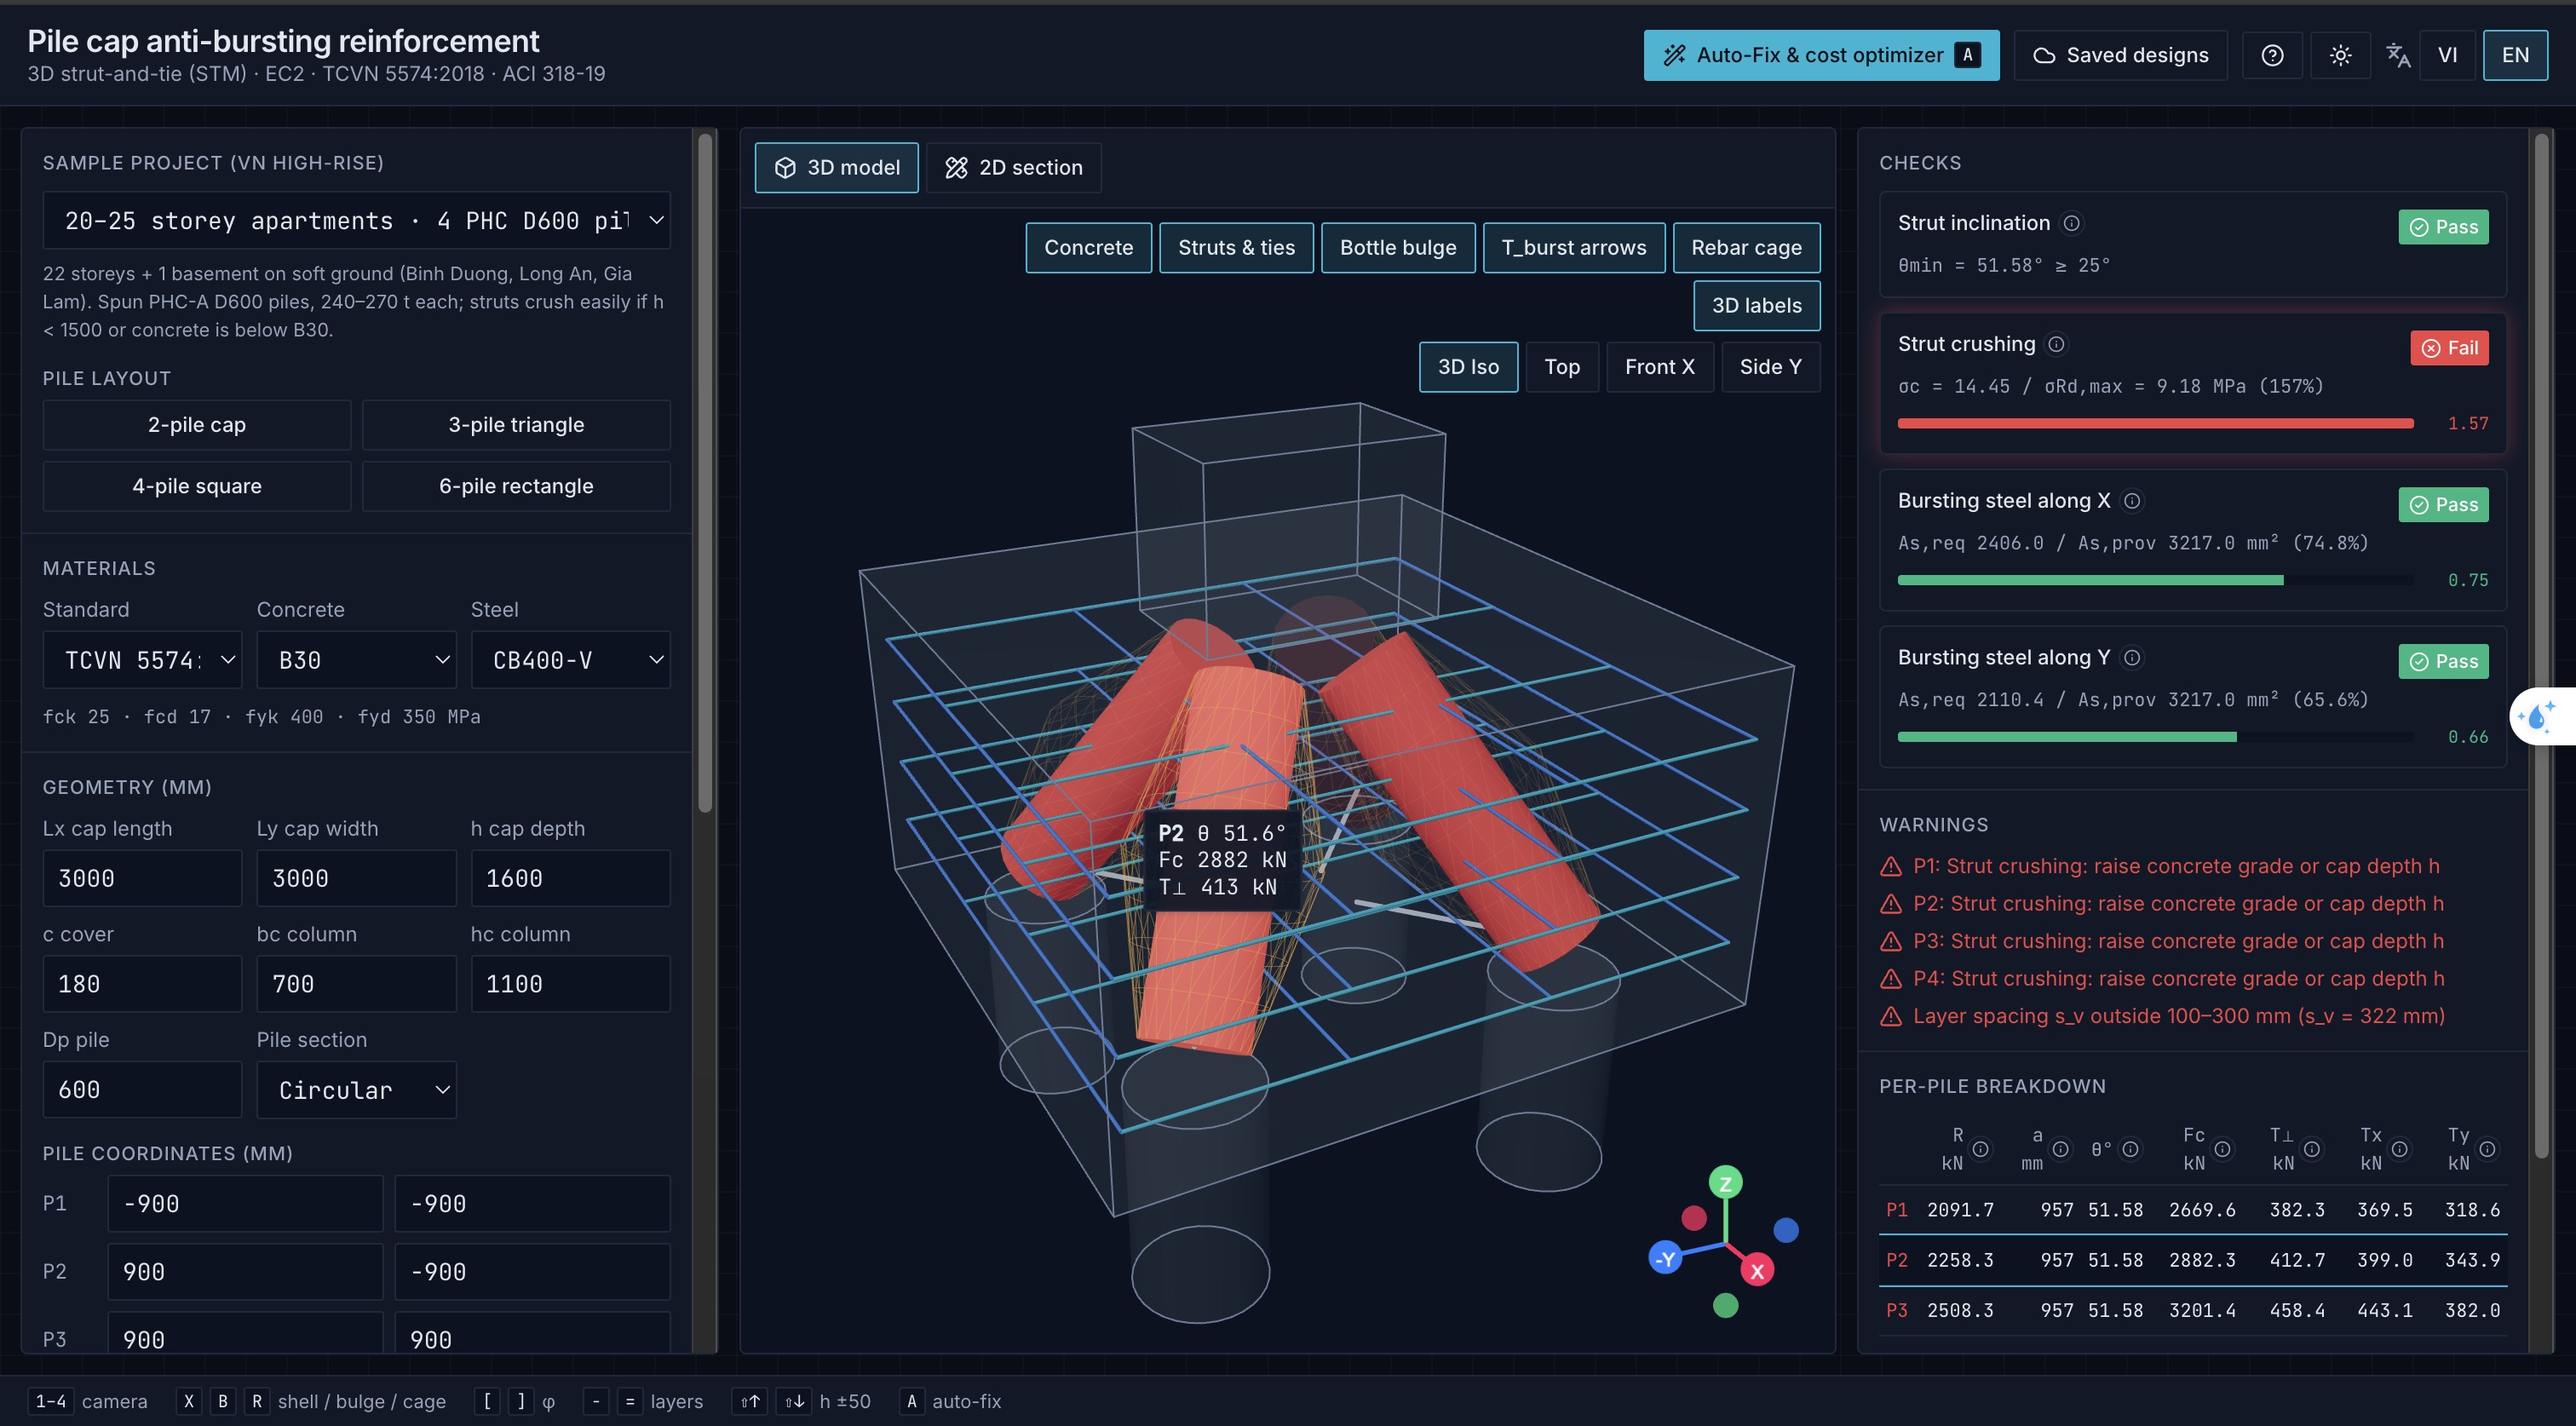 Pile cap anti-bursting reinforcement
3D strut-and-tie (STM) · EC2 · TCVN 5574:2018 · ACI 318-19
Auto-Fix & cost optimizer A
Saved designs
VI
EN
SAMPLE PROJECT (VN HIGH-RISE)
20–25 storey apartments · 4 PHC D600 pil
22 storeys + 1 basement on soft ground (Binh Duong, Long An, Gia
Lam). Spun PHC-A D600 piles, 240–270 t each; struts crush easily if h
< 1500 or concrete is below B30.
PILE LAYOUT
2-pile cap
3-pile triangle
4-pile square
6-pile rectangle
MATERIALS
Standard Concrete Steel
TCVN 5574: B30 CB400-V
fck 25 · fcd 17 · fyk 400 · fyd 350 MPa
GEOMETRY (MM)
Lx cap length Ly cap width h cap depth
3000 3000 1600
c cover bc column hc column
180 700 1100
Dp pile Pile section
600 Circular
PILE COORDINATES (MM)
P1 -900 -900
P2 900 -900
P3 900 900
3D model
2D section
Concrete
Struts & ties
Bottle bulge
T_burst arrows
Rebar cage
3D labels
3D Iso
Top
Front X
Side Y
P2 θ 51.6°
Fc 2882 kN
T⊥ 413 kN
Z
-Y
X
CHECKS
Strut inclination
Pass
θmin = 51.58° ≥ 25°
Strut crushing
Fail
σc = 14.45 / σRd,max = 9.18 MPa (157%)
1.57
Bursting steel along X
Pass
As,req 2406.0 / As,prov 3217.0 mm² (74.8%)
0.75
Bursting steel along Y
Pass
As,req 2110.4 / As,prov 3217.0 mm² (65.6%)
0.66
WARNINGS
P1: Strut crushing: raise concrete grade or cap depth h
P2: Strut crushing: raise concrete grade or cap depth h
P3: Strut crushing: raise concrete grade or cap depth h
P4: Strut crushing: raise concrete grade or cap depth h
Layer spacing s_v outside 100–300 mm (s_v = 322 mm)
PER-PILE BREAKDOWN
R a θ° Fc T⊥ Tx Ty
kN mm kN kN kN kN
P1 2091.7 957 51.58 2669.6 382.3 369.5 318.6
P2 2258.3 957 51.58 2882.3 412.7 399.0 343.9
P3 2508.3 957 51.58 3201.4 458.4 443.1 382.0
1–4 camera X B R shell / bulge / cage [ ] φ - = layers ⇧↑ ⇧↓ h ±50 A auto-fix